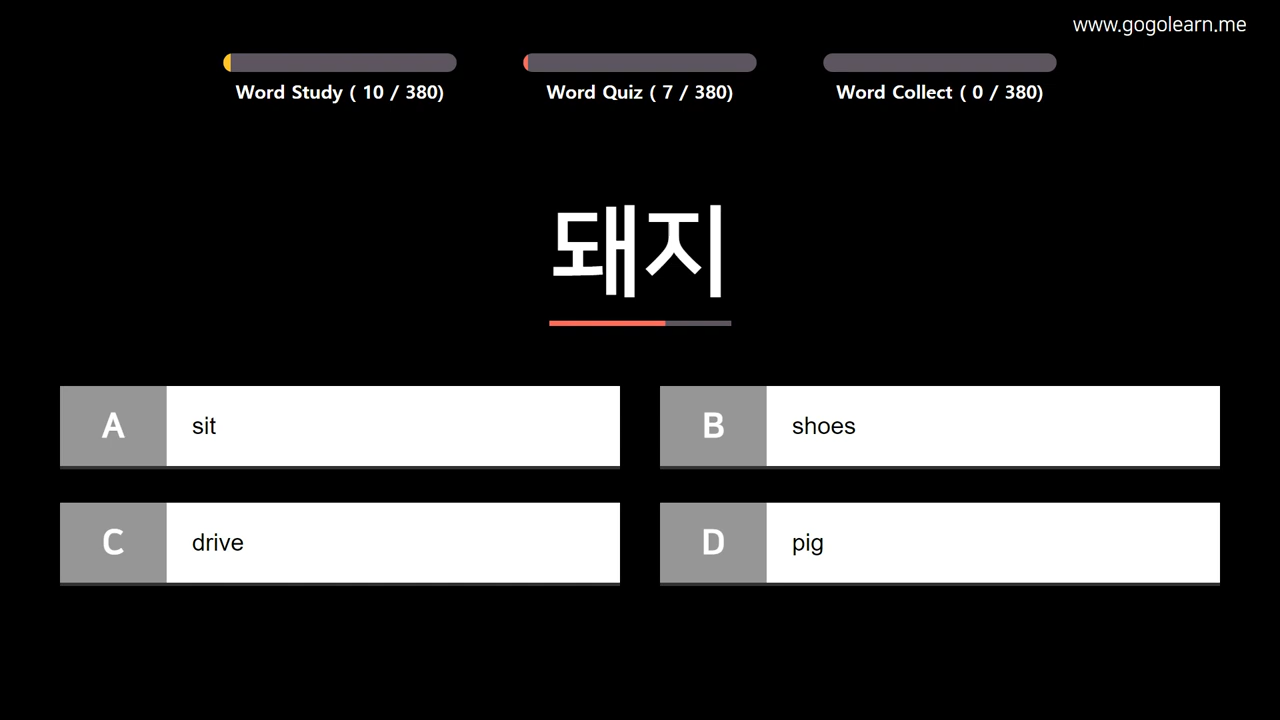 www.gogolearn.me
Word Study ( 10 / 380)
Word Quiz ( 7 / 380)
Word Collect ( 0 / 380)
돼지
A sit
B shoes
C drive
D pig